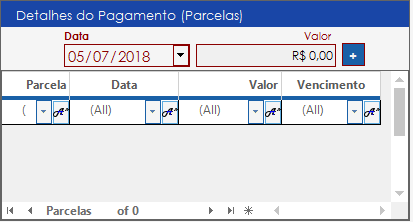 Detalhes do Pagamento (Parcelas)
Data Valor
05/07/2018 R$ 0,00 +
Parcela Data Valor Vencimento
( (All) (All) (All)
Parcelas of 0